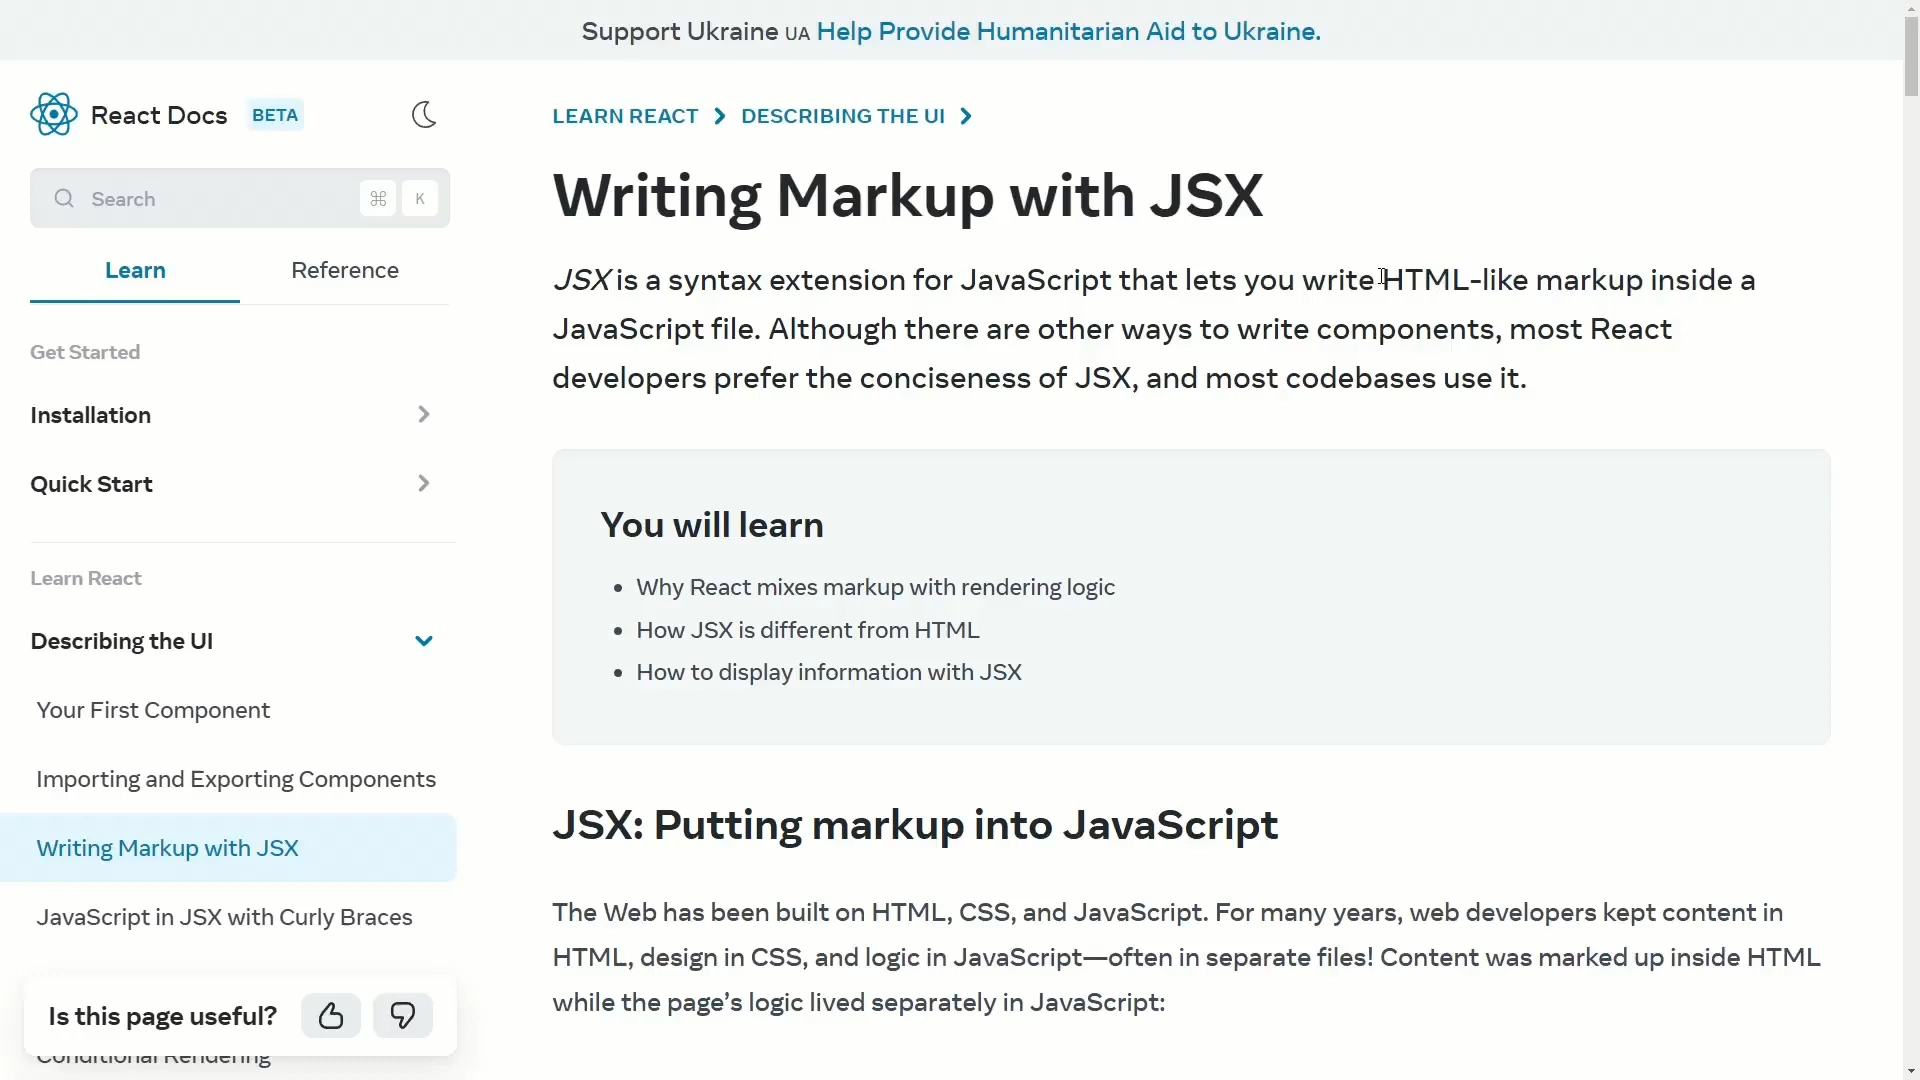 Support Ukraine UA Help Provide Humanitarian Aid to Ukraine.
React Docs BETA
Search ⌘ K
Learn Reference
Get Started
Installation
Quick Start
Learn React
Describing the UI
Your First Component
Importing and Exporting Components
Writing Markup with JSX
JavaScript in JSX with Curly Braces
Is this page useful?
Conditional Rendering
LEARN REACT DESCRIBING THE UI
Writing Markup with JSX
JSX is a syntax extension for JavaScript that lets you write HTML-like markup inside a
JavaScript file. Although there are other ways to write components, most React
developers prefer the conciseness of JSX, and most codebases use it.
You will learn
• Why React mixes markup with rendering logic
• How JSX is different from HTML
• How to display information with JSX
JSX: Putting markup into JavaScript
The Web has been built on HTML, CSS, and JavaScript. For many years, web developers kept content in
HTML, design in CSS, and logic in JavaScript—often in separate files! Content was marked up inside HTML
while the page’s logic lived separately in JavaScript: